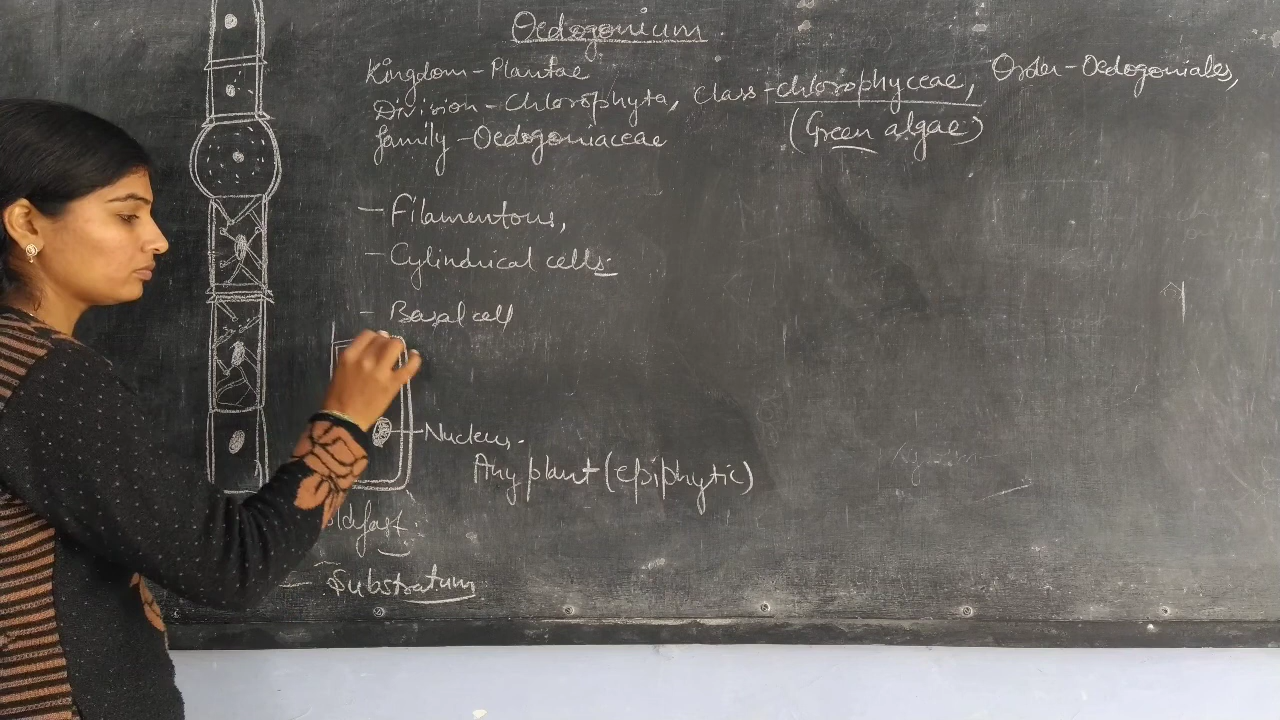 Oedogonium.
Kingdom - Plantae
Division - Chlorophyta, Class - chlorophyceae, Order - Oedogoniales,
family - Oedogoniaceae (Green algae)
- Filamentous,
- Cylindrical cells.
- Basal cell
Nucleus.
Any plant (epiphytic)
ldfast:
- Substratum